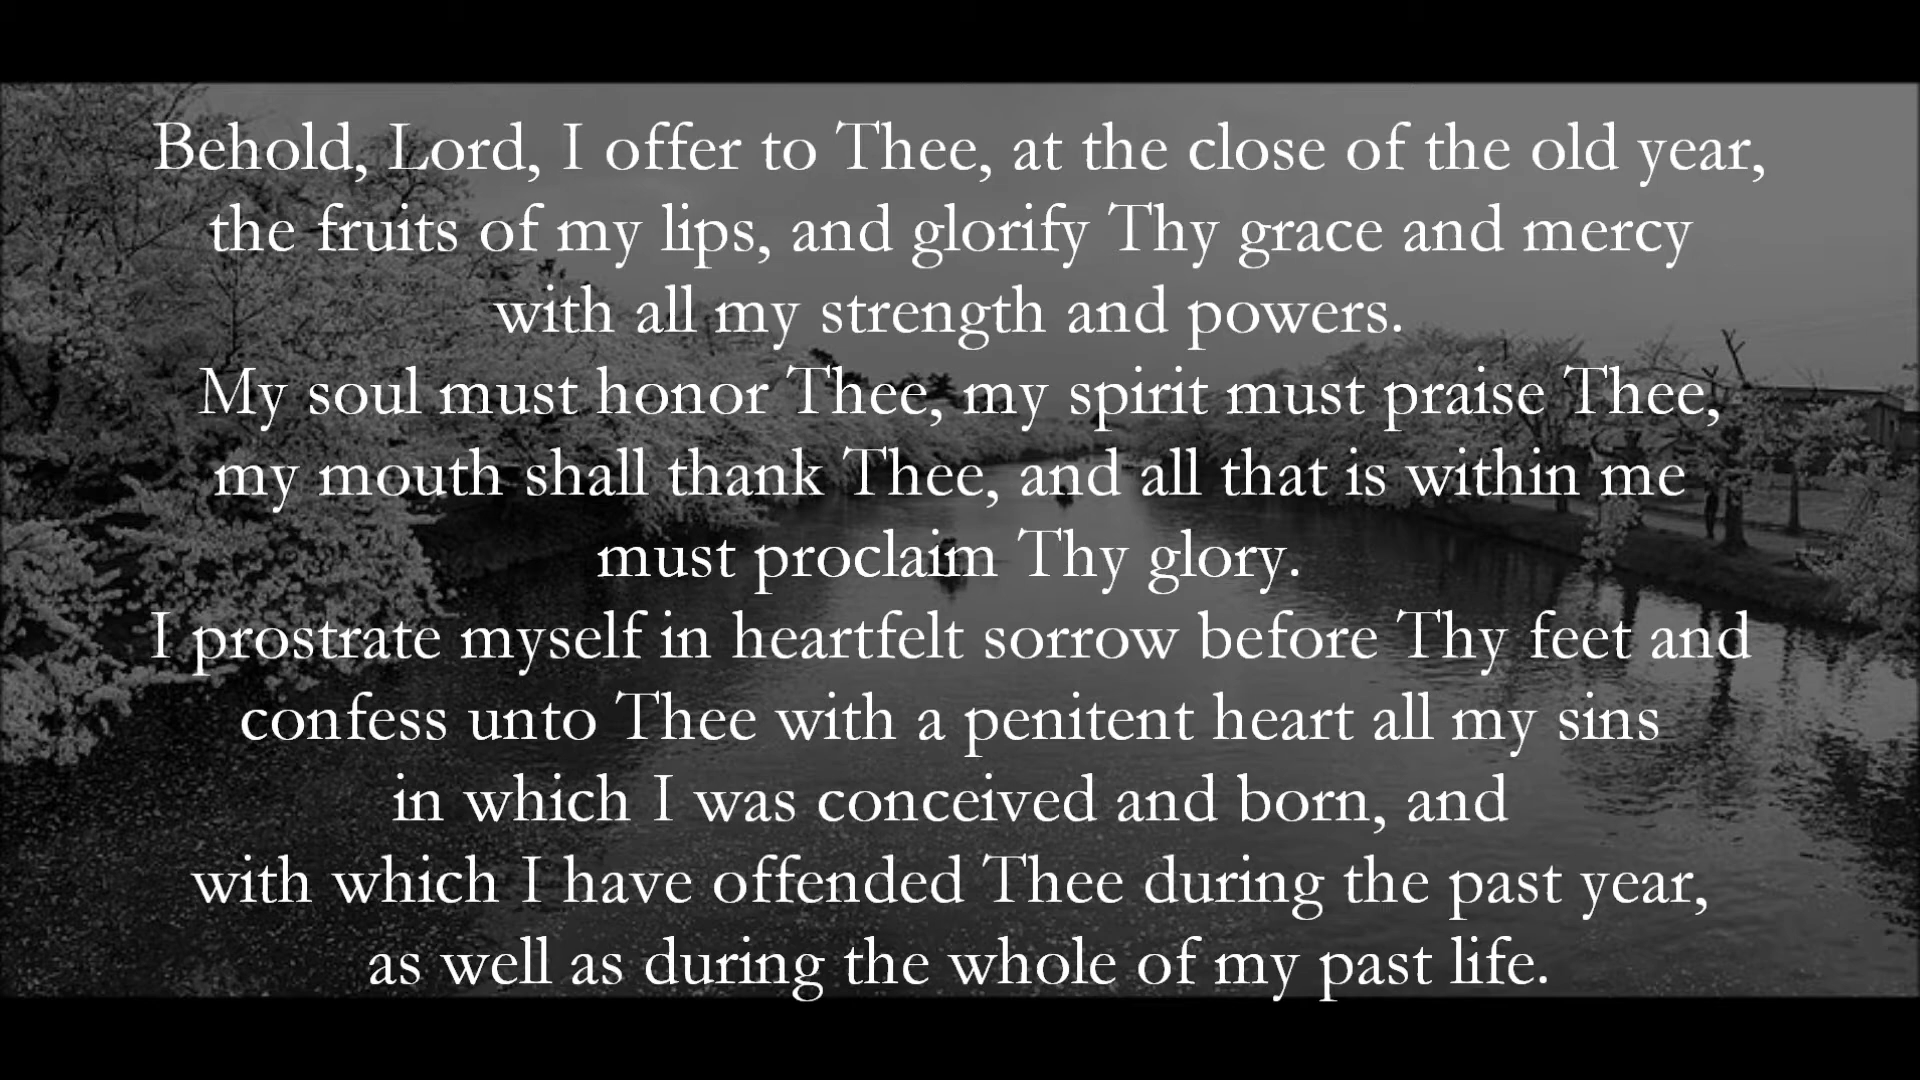 Behold, Lord, I offer to Thee, at the close of the old year,
the fruits of my lips, and glorify Thy grace and mercy
with all my strength and powers.
My soul must honor Thee, my spirit must praise Thee,
my mouth shall thank Thee, and all that is within me
must proclaim Thy glory.
I prostrate myself in heartfelt sorrow before Thy feet and
confess unto Thee with a penitent heart all my sins
in which I was conceived and born, and
with which I have offended Thee during the past year,
as well as during the whole of my past life.